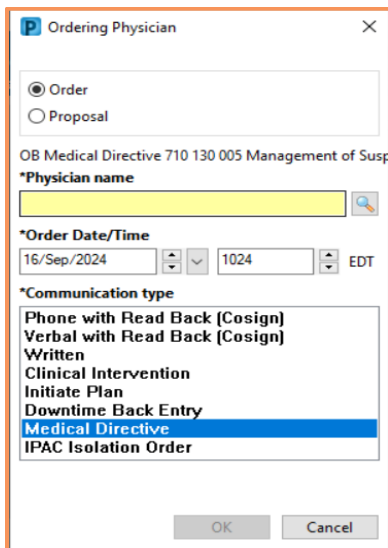 P Ordering Physician
Order
Proposal
OB Medical Directive 710 130 005 Management of Susp
*Physician name
*Order Date/Time
16/Sep/2024 1024 EDT
*Communication type
Phone with Read Back (Cosign)
Verbal with Read Back (Cosign)
Written
Clinical Intervention
Initiate Plan
Downtime Back Entry
Medical Directive
IPAC Isolation Order
OK Cancel